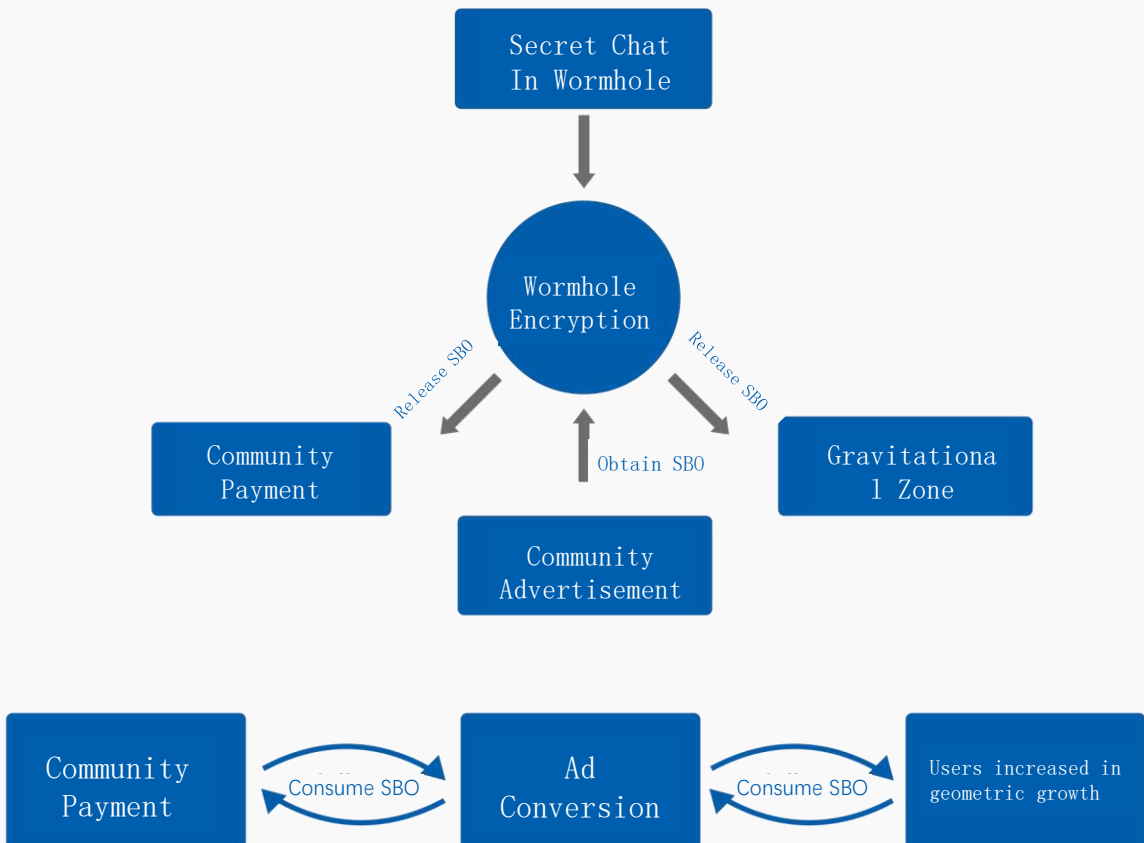 Secret Chat
In Wormhole
Wormhole
Encryption
Release SBO
Release SBO
Community
Payment
Obtain SBO
Gravitationa
l Zone
Community
Advertisement
Community
Payment
Consume SBO
Ad
Conversion
Consume SBO
Users increased in
geometric growth